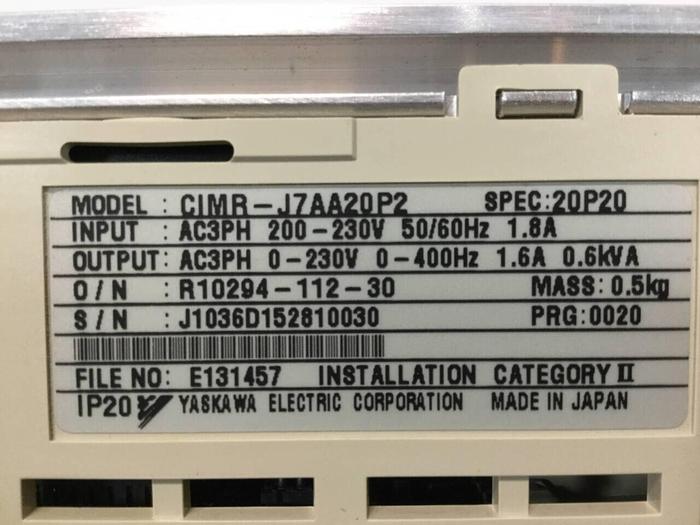 MODEL : CIMR-J7AA20P2 SPEC:20P20
INPUT : AC3PH 200-230V 50/60Hz 1.8A
OUTPUT: AC3PH 0-230V 0-400Hz 1.6A 0.6kVA
O/N : R10294-112-30 MASS: 0.5kg
S/N : J1036D152810030 PRG:0020
FILE NO: E131457 INSTALLATION CATEGORY II
IP20 YASKAWA ELECTRIC CORPORATION MADE IN JAPAN